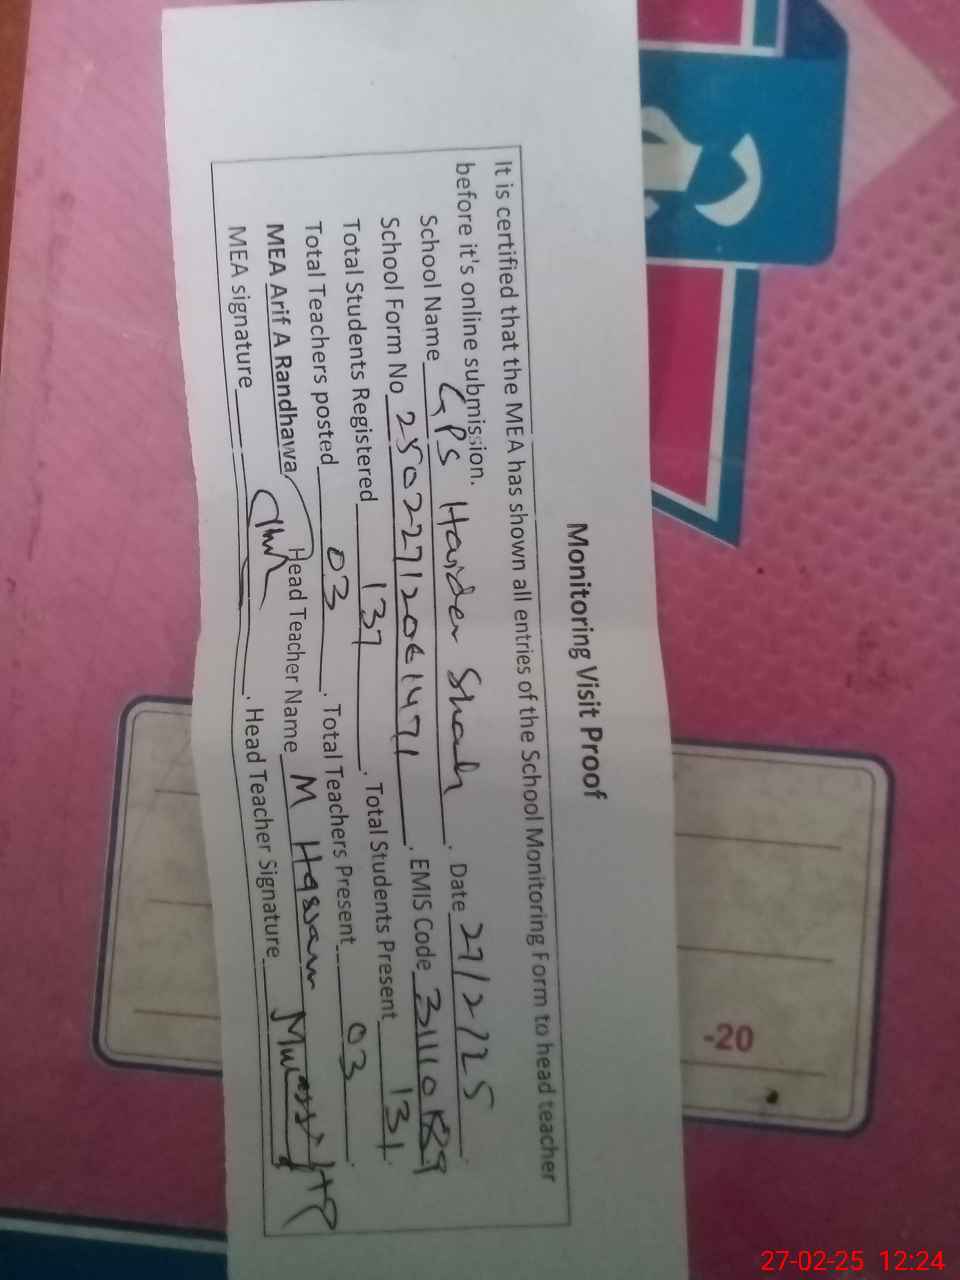 Monitoring Visit Proof
It is certified that the MEA has shown all entries of the School Monitoring Form to head teacher
before it's online submission.
School Name GPS Haider Shah. Date 27/2/25.
School Form No 25022712061471. EMIS Code 31110189
Total Students Registered 137. Total Students Present 131.
Total Teachers posted 03. Total Teachers Present 03.
MEA Arif A Randhawa Head Teacher Name M Hassan
MEA signature. Head Teacher Signature
-20
27-02-25 12:24